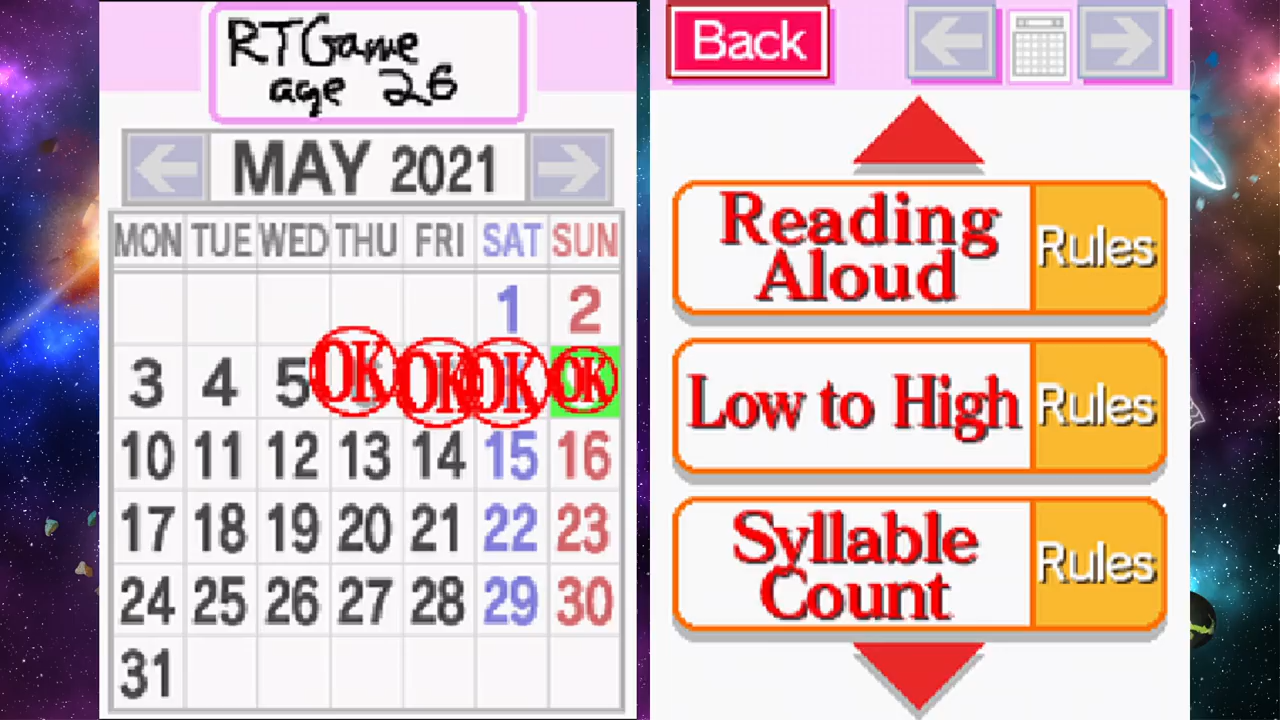 RTGame
age 26
MAY 2021
MON TUE WED THU FRI SAT SUN
1 2
3 4 5 OK OK OK OK
10 11 12 13 14 15 16
17 18 19 20 21 22 23
24 25 26 27 28 29 30
31
Back
Reading
Aloud
Rules
Low to High
Rules
Syllable
Count
Rules